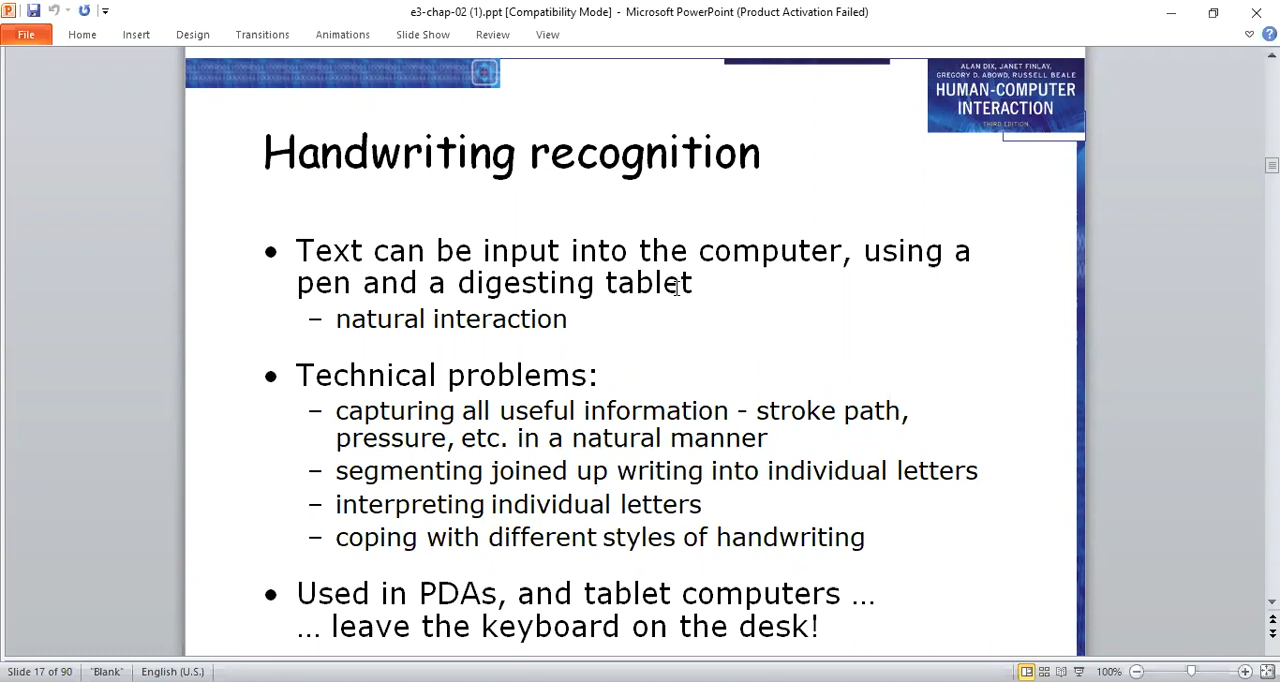 e3-chap-02 (1).ppt [Compatibility Mode] - Microsoft PowerPoint (Product Activation Failed)
File Home Insert Design Transitions Animations Slide Show Review View
ALAN DIX, JANET FINLAY,
GREGORY D. ABOWD, RUSSELL BEALE
HUMAN-COMPUTER
INTERACTION
THIRD EDITION
Handwriting recognition
• Text can be input into the computer, using a
pen and a digesting tablet
– natural interaction
• Technical problems:
– capturing all useful information - stroke path,
pressure, etc. in a natural manner
– segmenting joined up writing into individual letters
– interpreting individual letters
– coping with different styles of handwriting
• Used in PDAs, and tablet computers …
… leave the keyboard on the desk!
Slide 17 of 90 "Blank" English (U.S.) 100%